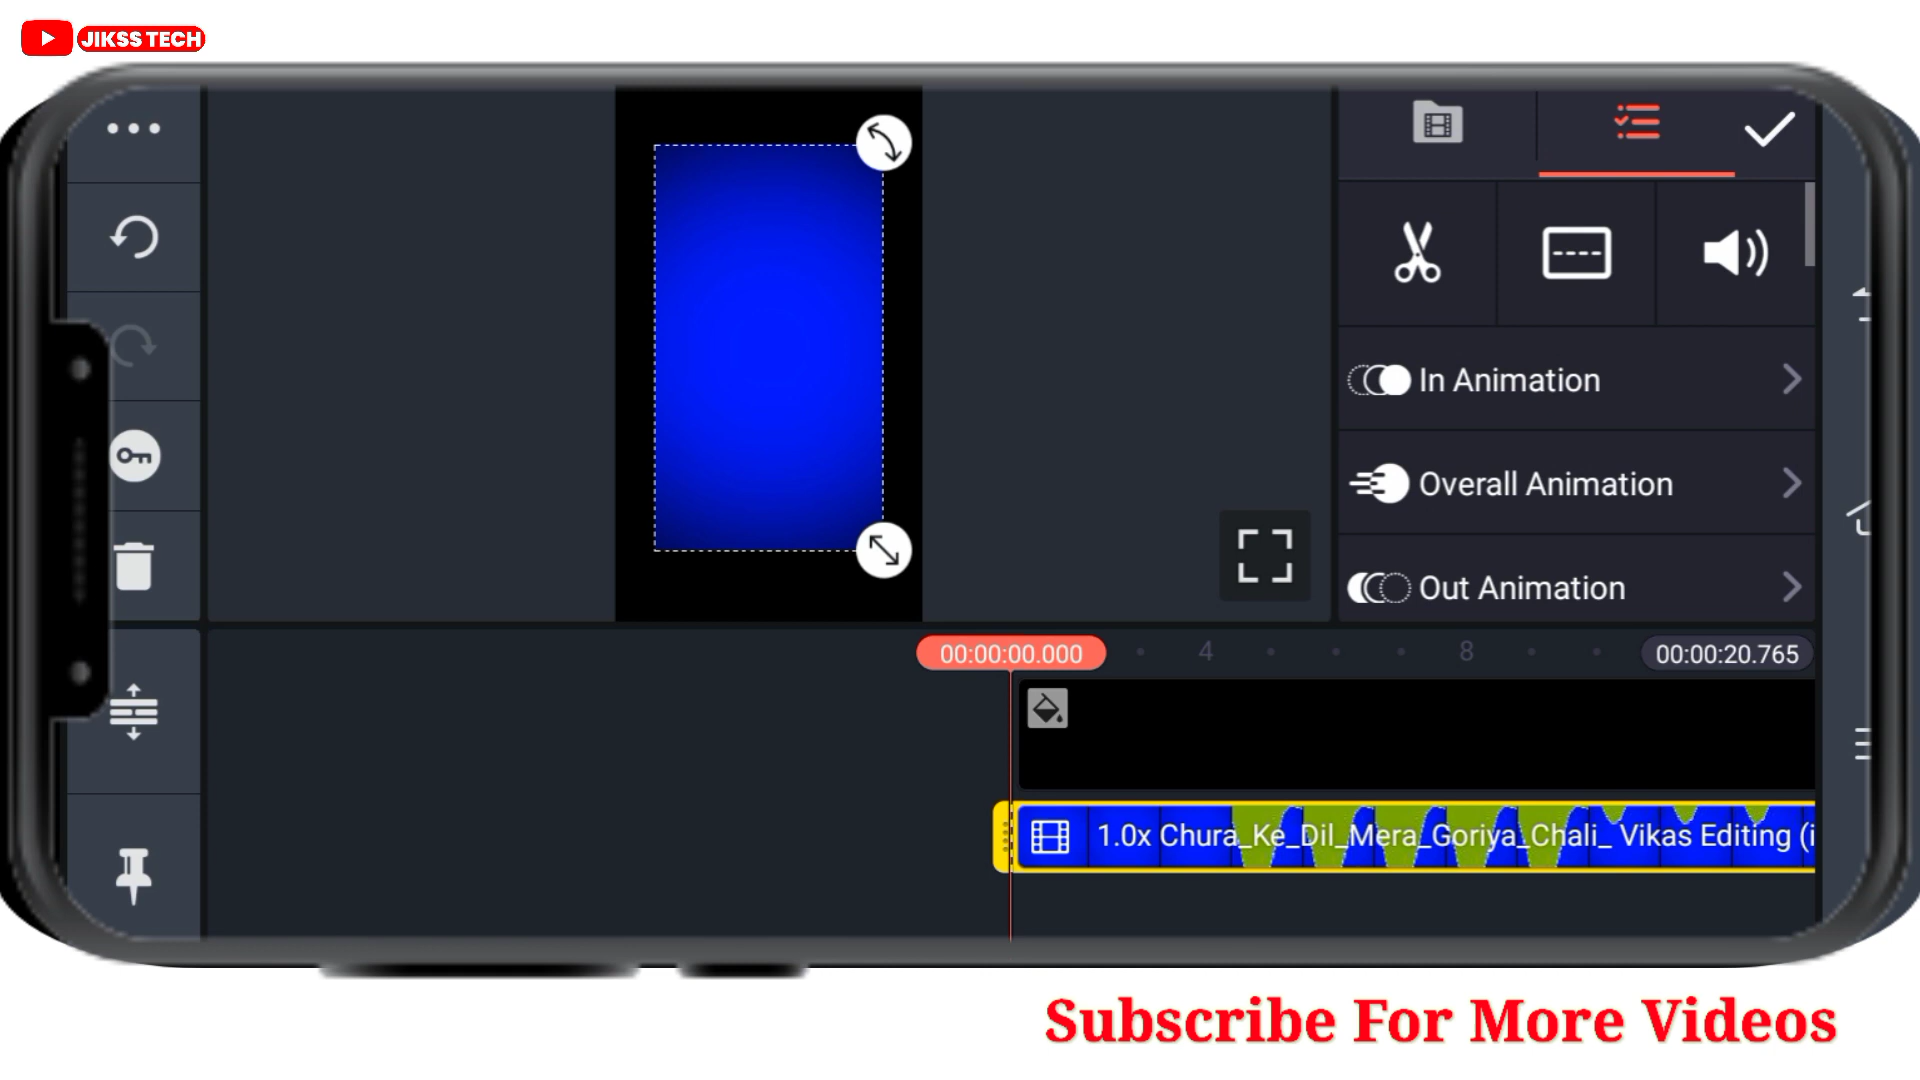 JIKSS TECH
In Animation
Overall Animation
Out Animation
00:00:00.000
4
8
00:00:20.765
1.0x Chura_Ke_Dil_Mera_Goriya_Chali_ Vikas Editing (i
Subscribe For More Videos